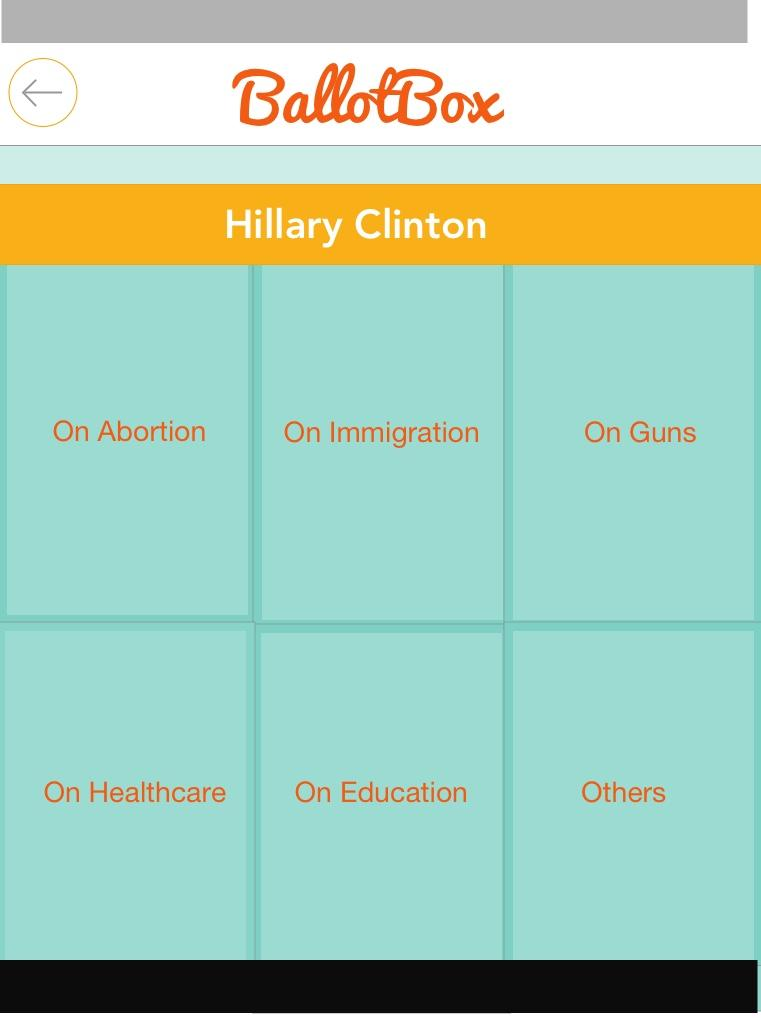 BallotBox
Hillary Clinton
On Abortion
On Immigration
On Guns
On Healthcare
On Education
Others